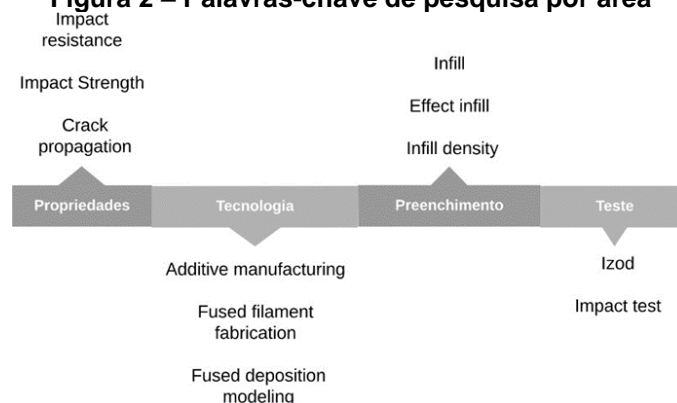 Figura 2 – Palavras-chave de pesquisa por área
Impact
resistance
Impact Strength
Crack
propagation
Infill
Effect infill
Infill density
Propriedades
Tecnologia
Preenchimento
Teste
Additive manufacturing
Fused filament
fabrication
Fused deposition
modeling
Izod
Impact test